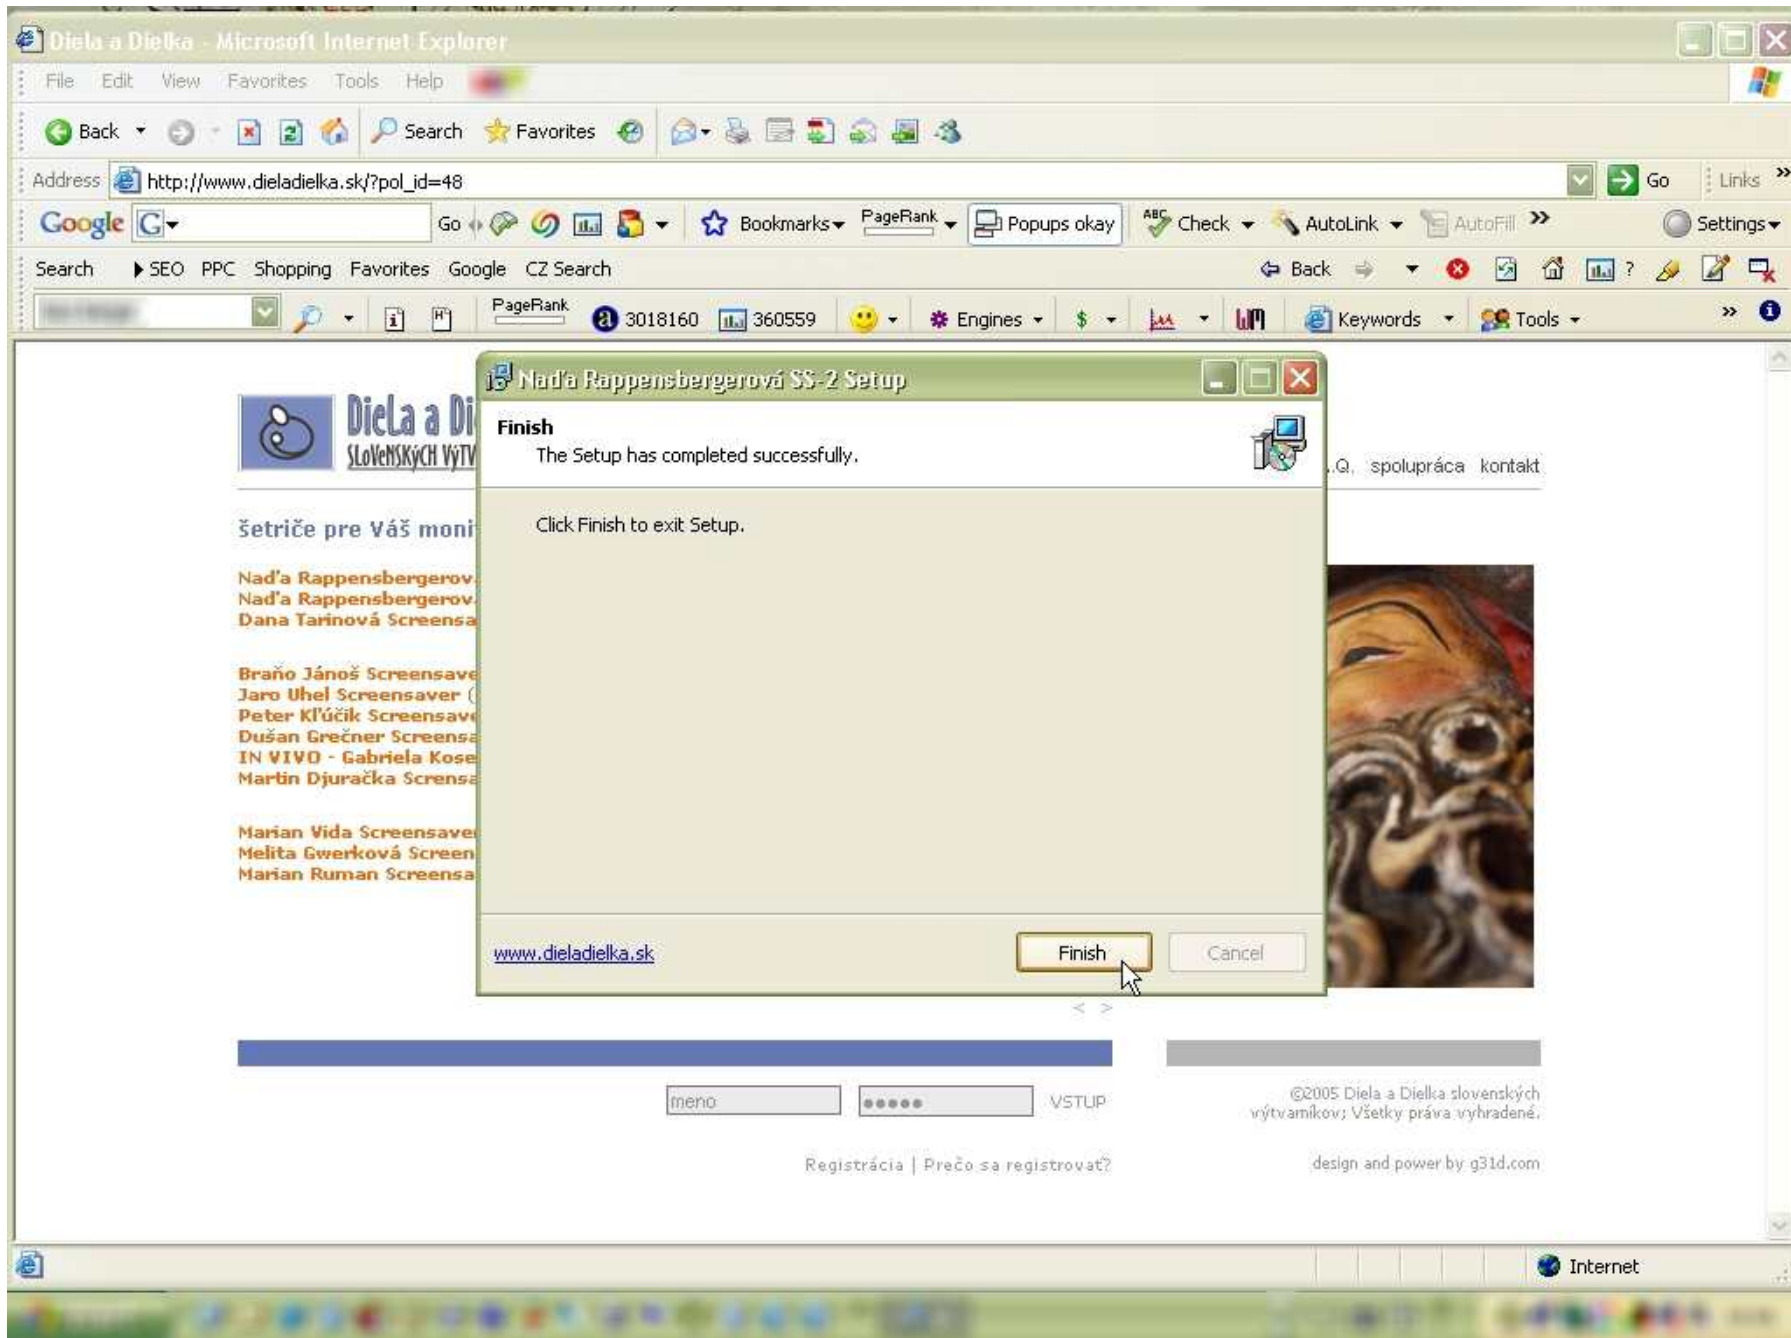 Diela a Dielka - Microsoft Internet Explorer
File Edit View Favorites Tools Help
Back Search Favorites
Address http://www.dieladielka.sk/?pol_id=48 Go Links »
Google G Go Bookmarks PageRank Popups okay ABC Check AutoLink AutoFill » Settings
Search SEO PPC Shopping Favorites Google CZ Search Back ?
PageRank 3018160 360559 Engines $ Keywords Tools »
Naďa Rappensbergerová SS-2 Setup
Finish
The Setup has completed successfully.
Click Finish to exit Setup.
www.dieladielka.sk Finish Cancel
DieLa a Di
SLoVeNSKýCH VýTV
.Q. spolupráca kontakt
šetriče pre Váš moni
Naďa Rappensbergerov
Naďa Rappensbergerov
Dana Tarinová Screensa
Braňo Jánoš Screensave
Jaro Uhel Screensaver (
Peter Kľúčik Screensave
Dušan Grečner Screensa
IN VIVO - Gabriela Kose
Martin Djuračka Scrensa
Marian Vida Screensave
Melita Gwerková Screen
Marian Ruman Screensa
< >
meno ●●●●● VSTUP
Registrácia | Prečo sa registrovať?
©2005 Diela a Dielka slovenských
výtvarníkov; Všetky práva vyhradené.
design and power by g31d.com
Internet